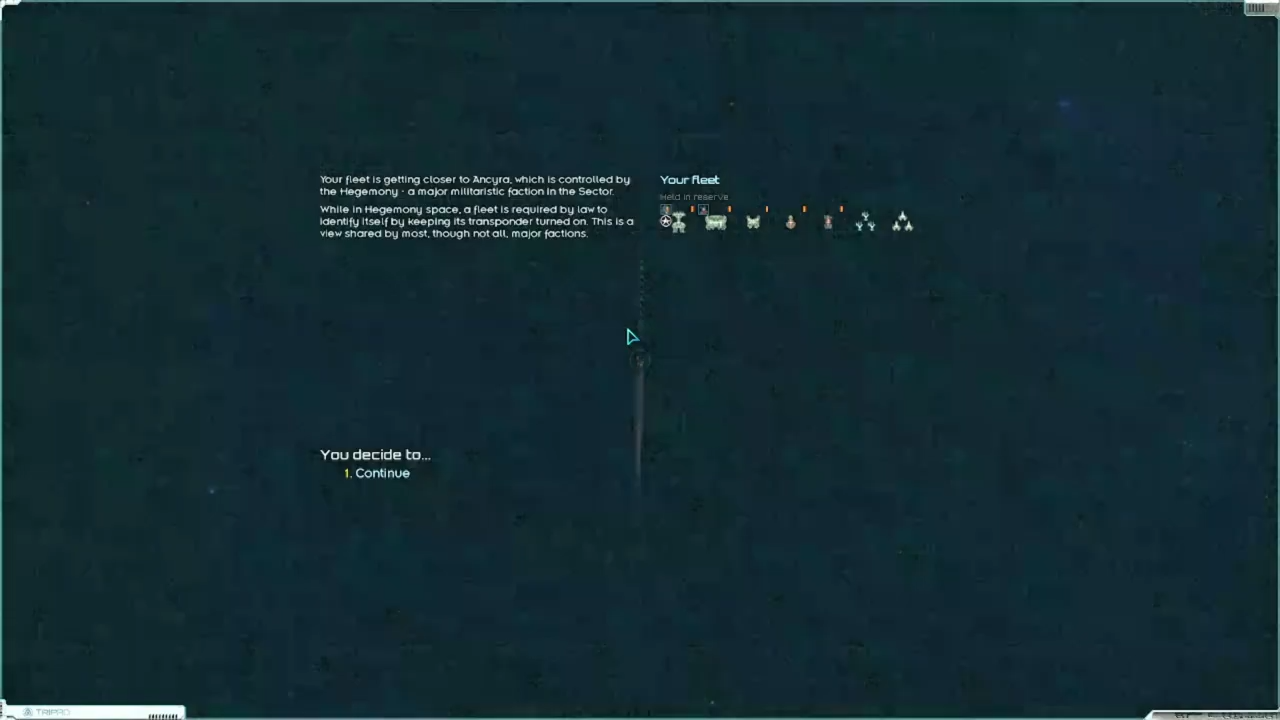 Your fleet is getting closer to Ancyra, which is controlled by
the Hegemony - a major militaristic faction in the Sector.
While in Hegemony space, a fleet is required by law to
identify itself by keeping its transponder turned on. This is a
view shared by most, though not all, major factions.
Your fleet
Held in reserve
You decide to...
1. Continue